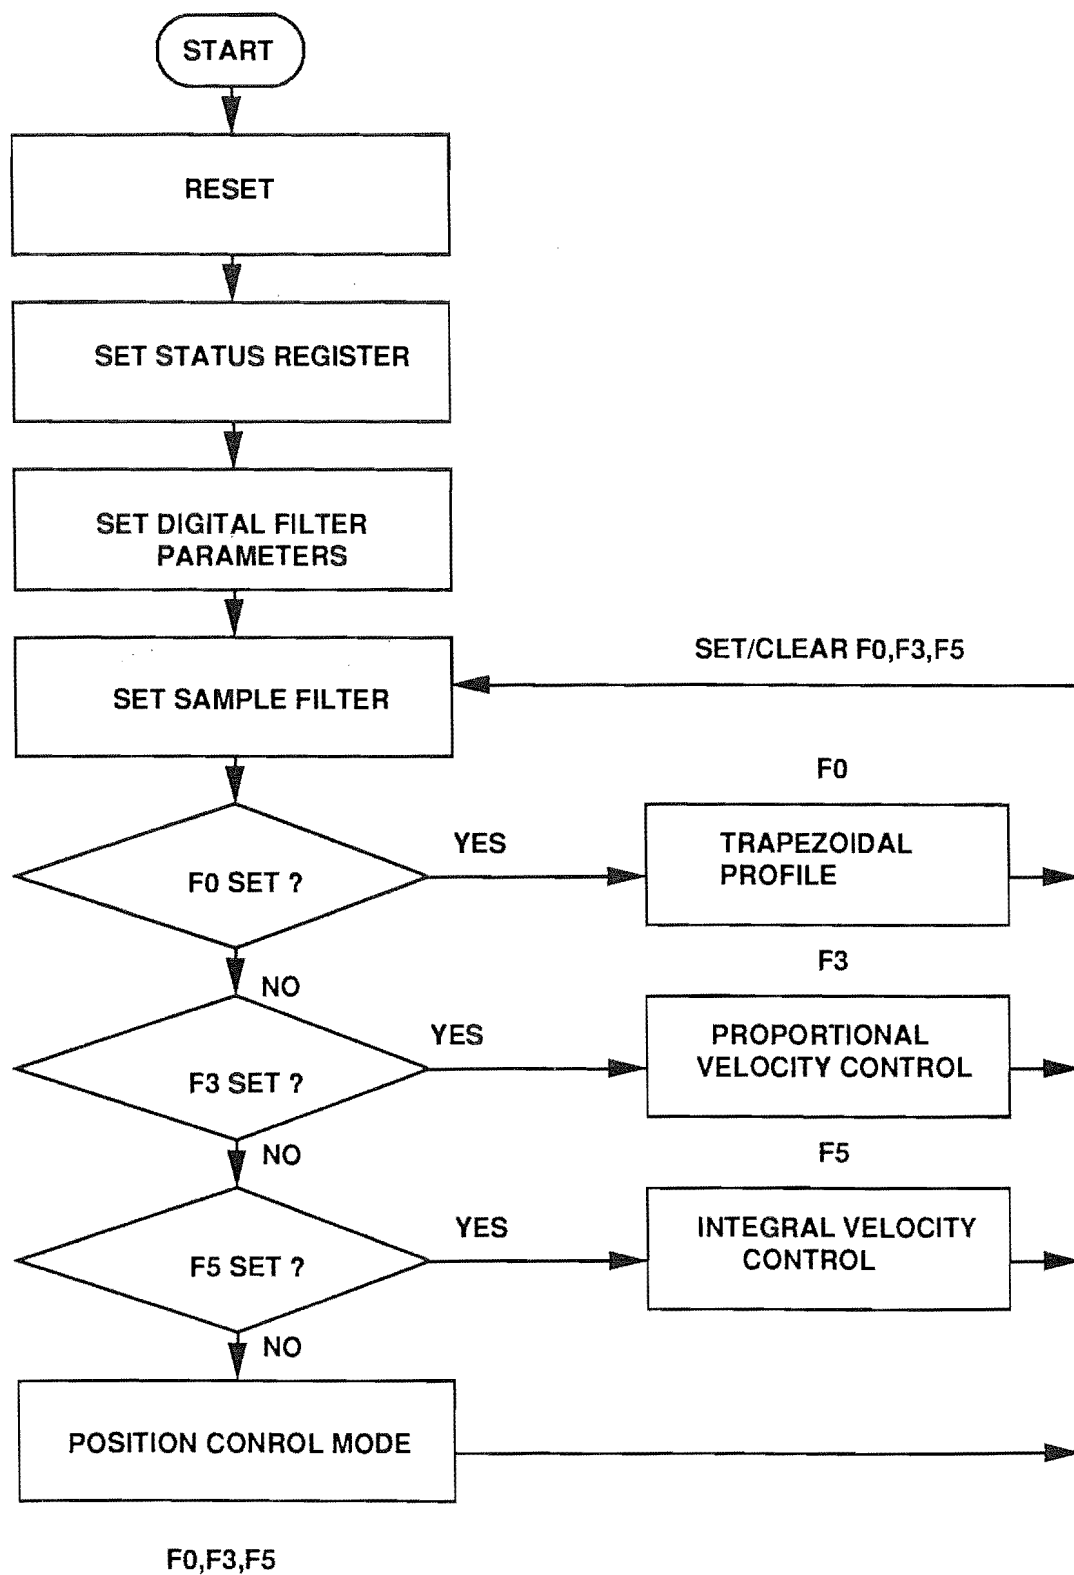 START
RESET
SET STATUS REGISTER
SET DIGITAL FILTER
PARAMETERS
SET/CLEAR F0,F3,F5
SET SAMPLE FILTER
F0
YES
TRAPEZOIDAL
PROFILE
F0 SET ?
NO
F3
YES
PROPORTIONAL
VELOCITY CONTROL
F3 SET ?
NO
F5
YES
INTEGRAL VELOCITY
CONTROL
F5 SET ?
NO
POSITION CONROL MODE
F0,F3,F5